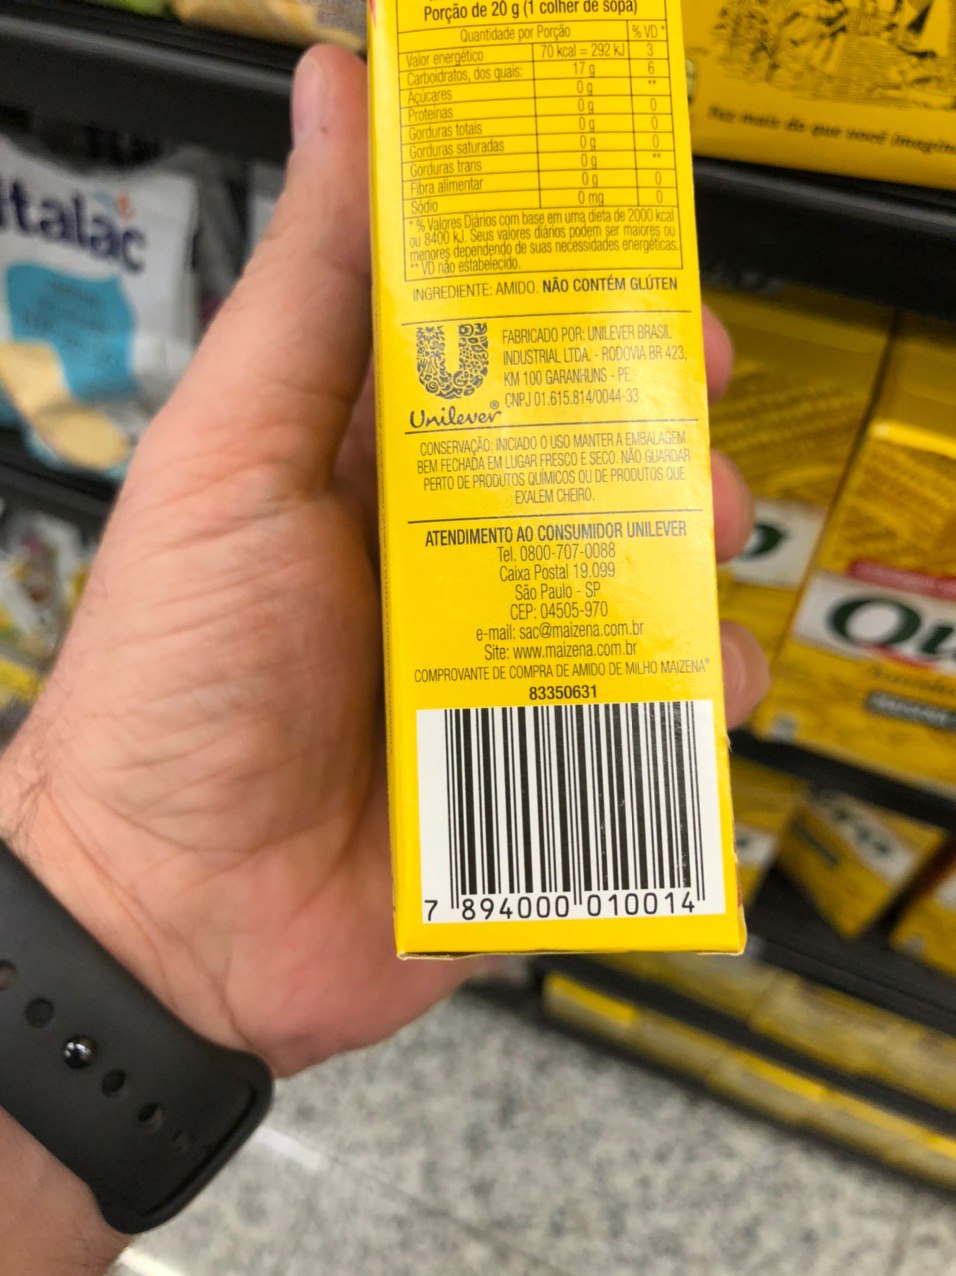 Porção de 20 g (1 colher de sopa)
Quantidade por Porção % VD*
Valor energético 70 kcal = 292 kJ 3
Carboidratos, dos quais: 17 g 6
Açúcares 0 g **
Proteínas 0 g 0
Gorduras totais 0 g 0
Gorduras saturadas 0 g 0
Gorduras trans 0 g **
Fibra alimentar 0 g 0
Sódio 0 mg 0
* % Valores Diários com base em uma dieta de 2000 kcal
ou 8400 kJ. Seus valores diários podem ser maiores ou
menores dependendo de suas necessidades energéticas.
** VD não estabelecido.
INGREDIENTE: AMIDO. NÃO CONTÉM GLÚTEN
FABRICADO POR: UNILEVER BRASIL
INDUSTRIAL LTDA. - RODOVIA BR 423,
KM 100 GARANHUNS - PE -
CNPJ 01.615.814/0044-33
Unilever®
CONSERVAÇÃO: INICIADO O USO MANTER A EMBALAGEM
BEM FECHADA EM LUGAR FRESCO E SECO. NÃO GUARDAR
PERTO DE PRODUTOS QUÍMICOS OU DE PRODUTOS QUE
EXALEM CHEIRO.
ATENDIMENTO AO CONSUMIDOR UNILEVER
Tel. 0800-707-0088
Caixa Postal 19.099
São Paulo - SP
CEP: 04505-970
e-mail: sac@maizena.com.br
Site: www.maizena.com.br
COMPROVANTE DE COMPRA DE AMIDO DE MILHO MAIZENA®
83350631
7 894000 010014
italac
faz mais do que você imagina